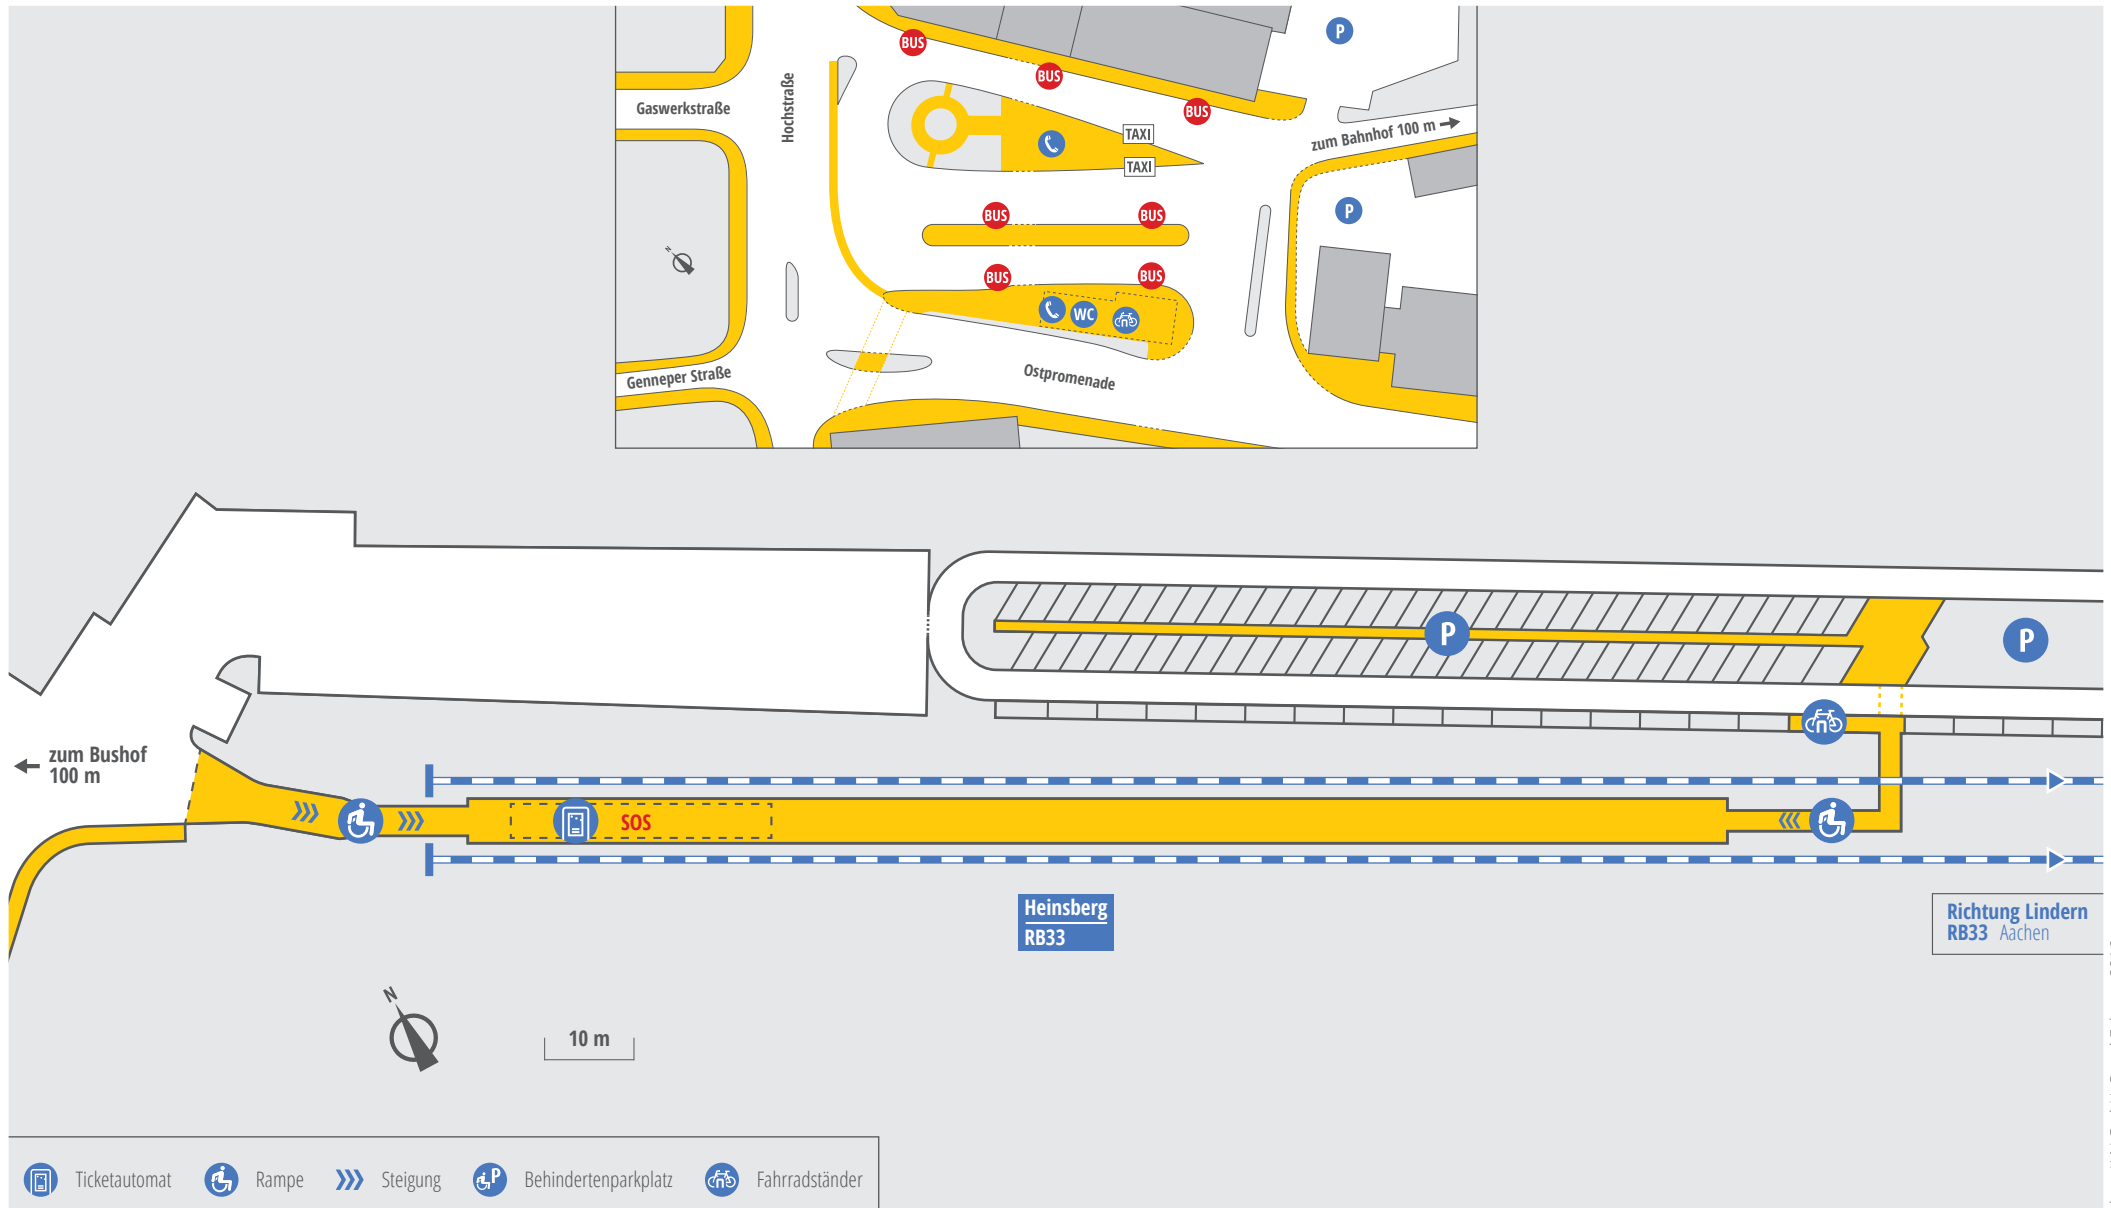 BUS
P
BUS
BUS
Gaswerkstraße
Hochstraße
TAXI
TAXI
zum Bahnhof 100 m
BUS
BUS
P
N
BUS
BUS
WC
Genneper Straße
Ostpromenade
P
P
zum Bushof
100 m
SOS
Heinsberg
RB33
Richtung Lindern
RB33 Aachen
N
10 m
Ticketautomat
Rampe
Steigung
P
Behindertenparkplatz
Fahrradständer